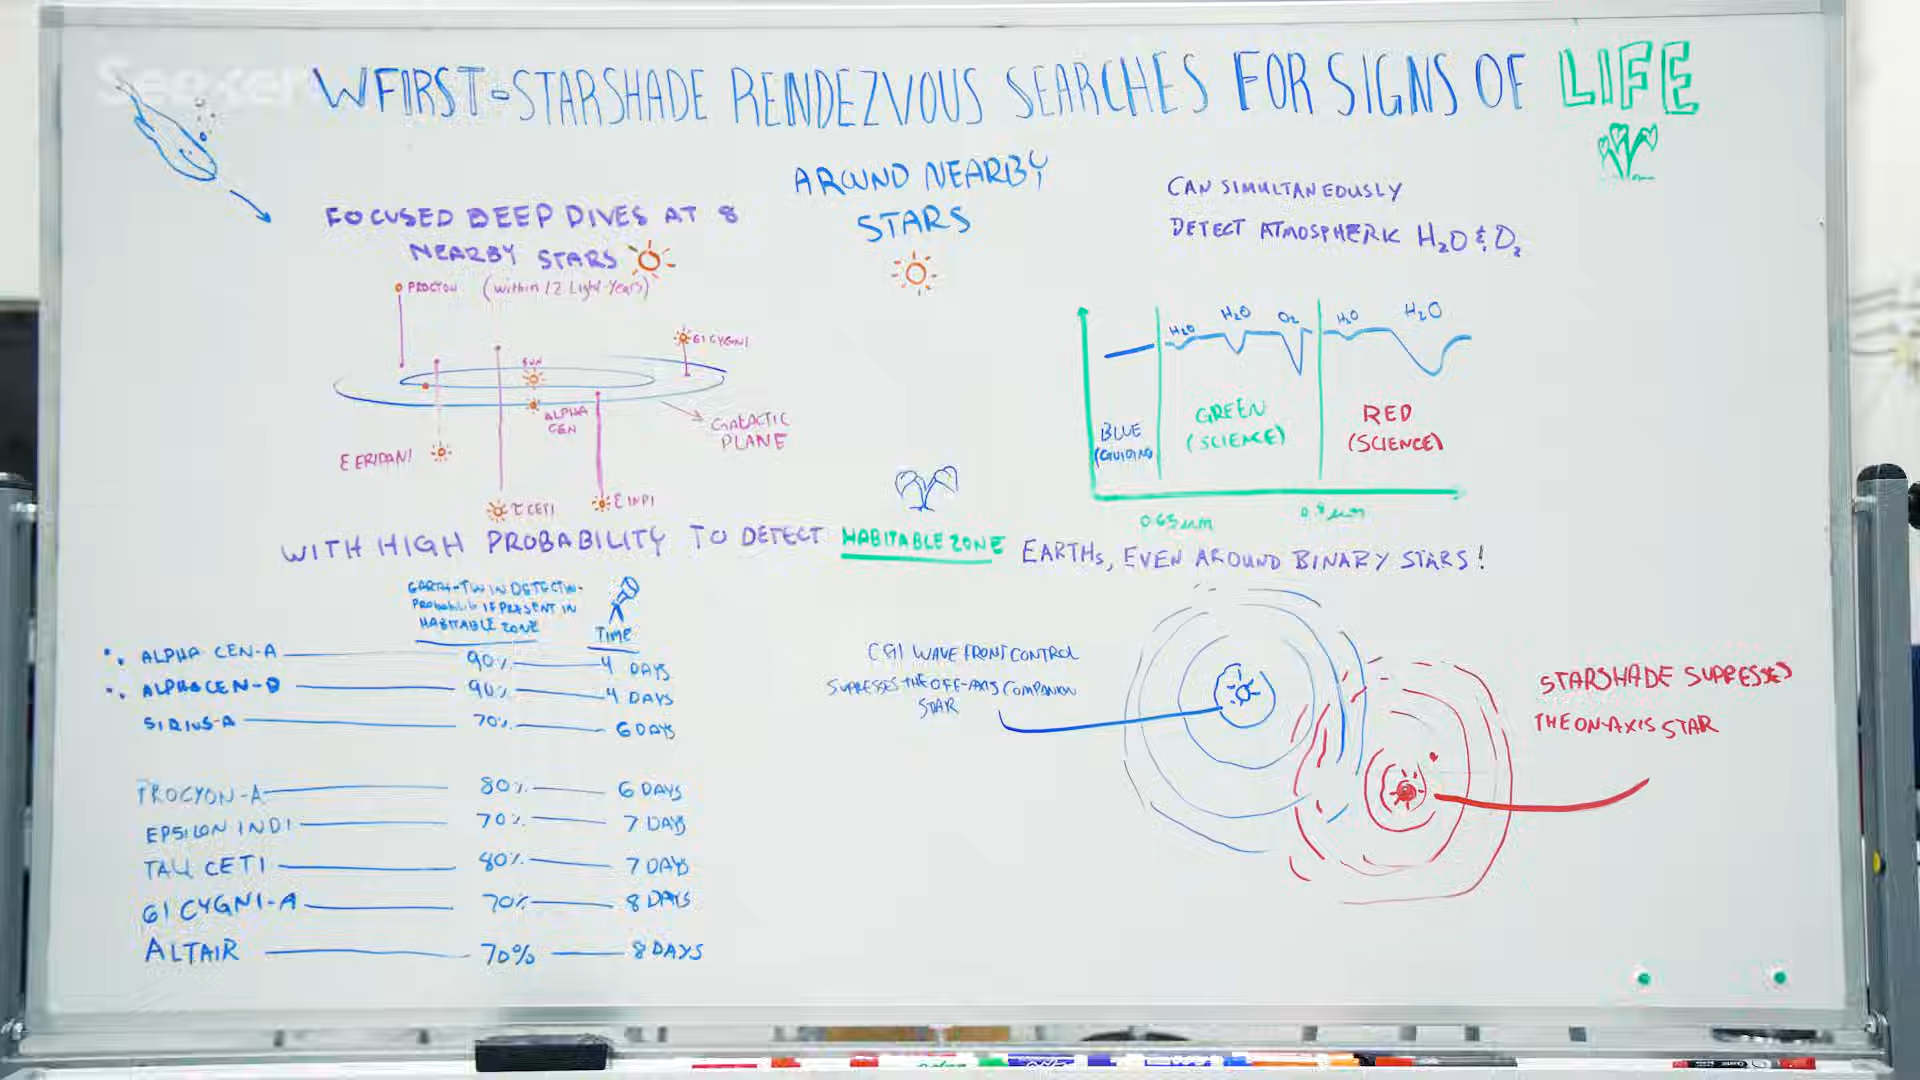 Seeker
WFIRST-STARSHADE RENDEZVOUS SEARCHES FOR SIGNS OF LIFE
AROUND NEARBY
STARS
FOCUSED DEEP DIVES AT 8
NEARBY STARS
(within 12 Light-Years)
PROCYON
61 CYGNI
SUN
ALPHA
CEN
GALACTIC
PLANE
ε ERIDANI
τ CETI
ε INDI
CAN SIMULTANEOUSLY
DETECT ATMOSPHERIC H₂O & O₂
H₂O H₂O O₂ H₂O H₂O
BLUE
(GUIDING)
GREEN
(SCIENCE)
RED
(SCIENCE)
0.65 μm
WITH HIGH PROBABILITY TO DETECT HABITABLE ZONE EARTHS, EVEN AROUND BINARY STARS!
EARTH-TWIN DETECTION
PROBABILITY IF PRESENT IN
HABITABLE ZONE
TIME
ALPHA CEN-A 90% 4 DAYS
ALPHA CEN-B 90% 4 DAYS
SIRIUS-A 70% 6 DAYS
PROCYON-A 80% 6 DAYS
EPSILON INDI 70% 7 DAYS
TAU CETI 80% 7 DAYS
61 CYGNI-A 70% 8 DAYS
ALTAIR 70% 8 DAYS
CGI WAVEFRONT CONTROL
SUPRESSES THE OFF-AXIS COMPANION
STAR
STARSHADE SUPRESSES
THE ON-AXIS STAR